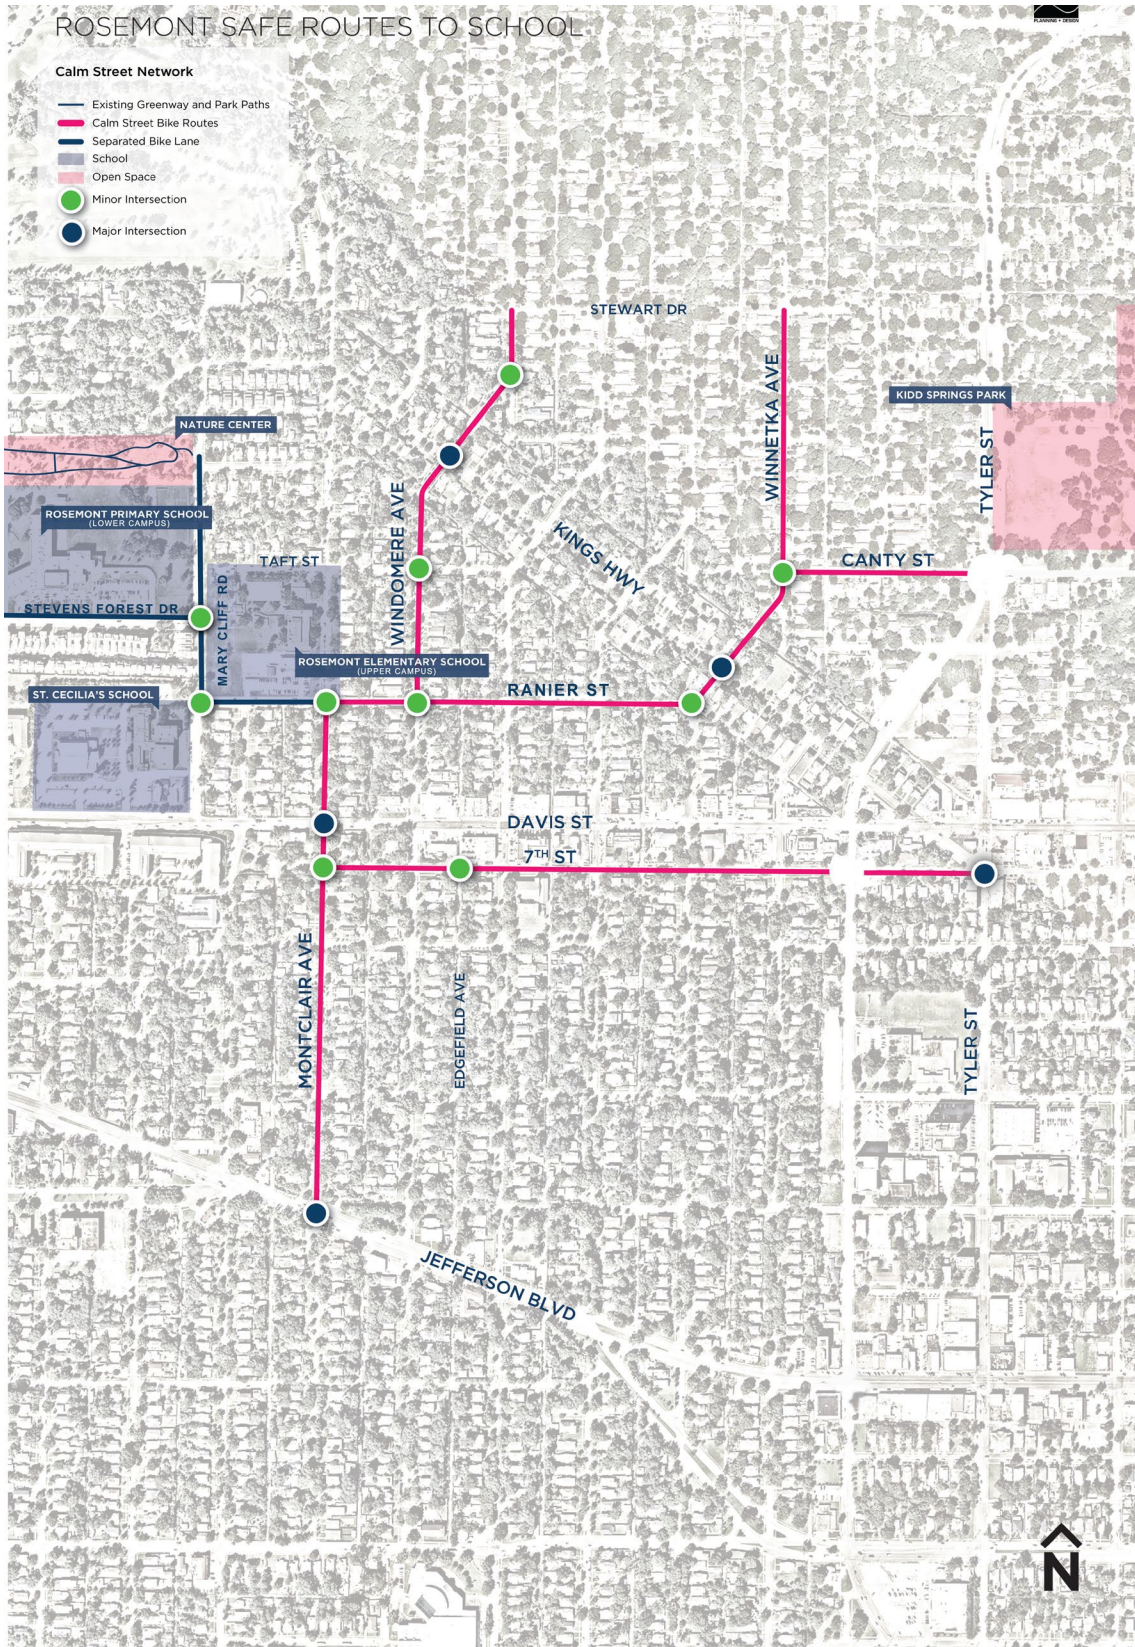 PLANNING + DESIGN
ROSEMONT SAFE ROUTES TO SCHOOL
Calm Street Network
Existing Greenway and Park Paths
Calm Street Bike Routes
Separated Bike Lane
School
Open Space
Minor Intersection
Major Intersection
STEWART DR
WINNETKA AVE
KIDD SPRINGS PARK
TYLER ST
NATURE CENTER
ROSEMONT PRIMARY SCHOOL
(LOWER CAMPUS)
WINDOMERE AVE
KINGS HWY
TAFT ST
CANTY ST
STEVENS FOREST DR
MARY CLIFF RD
ROSEMONT ELEMENTARY SCHOOL
(UPPER CAMPUS)
ST. CECILIA'S SCHOOL
RANIER ST
DAVIS ST
7TH ST
MONTCLAIR AVE
EDGEFIELD AVE
TYLER ST
JEFFERSON BLVD
N